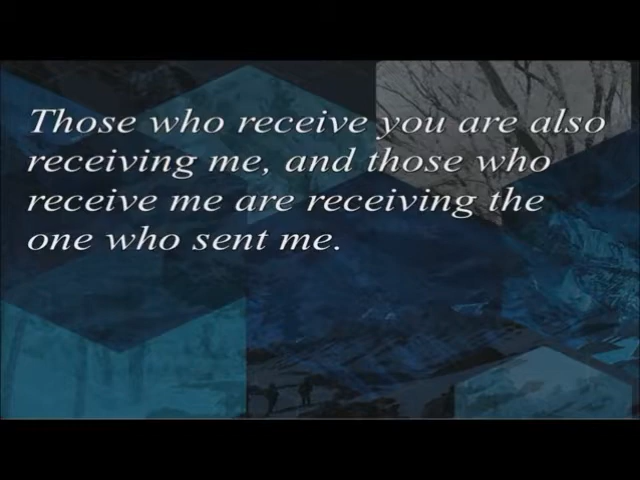 Those who receive you are also
receiving me, and those who
receive me are receiving the
one who sent me.